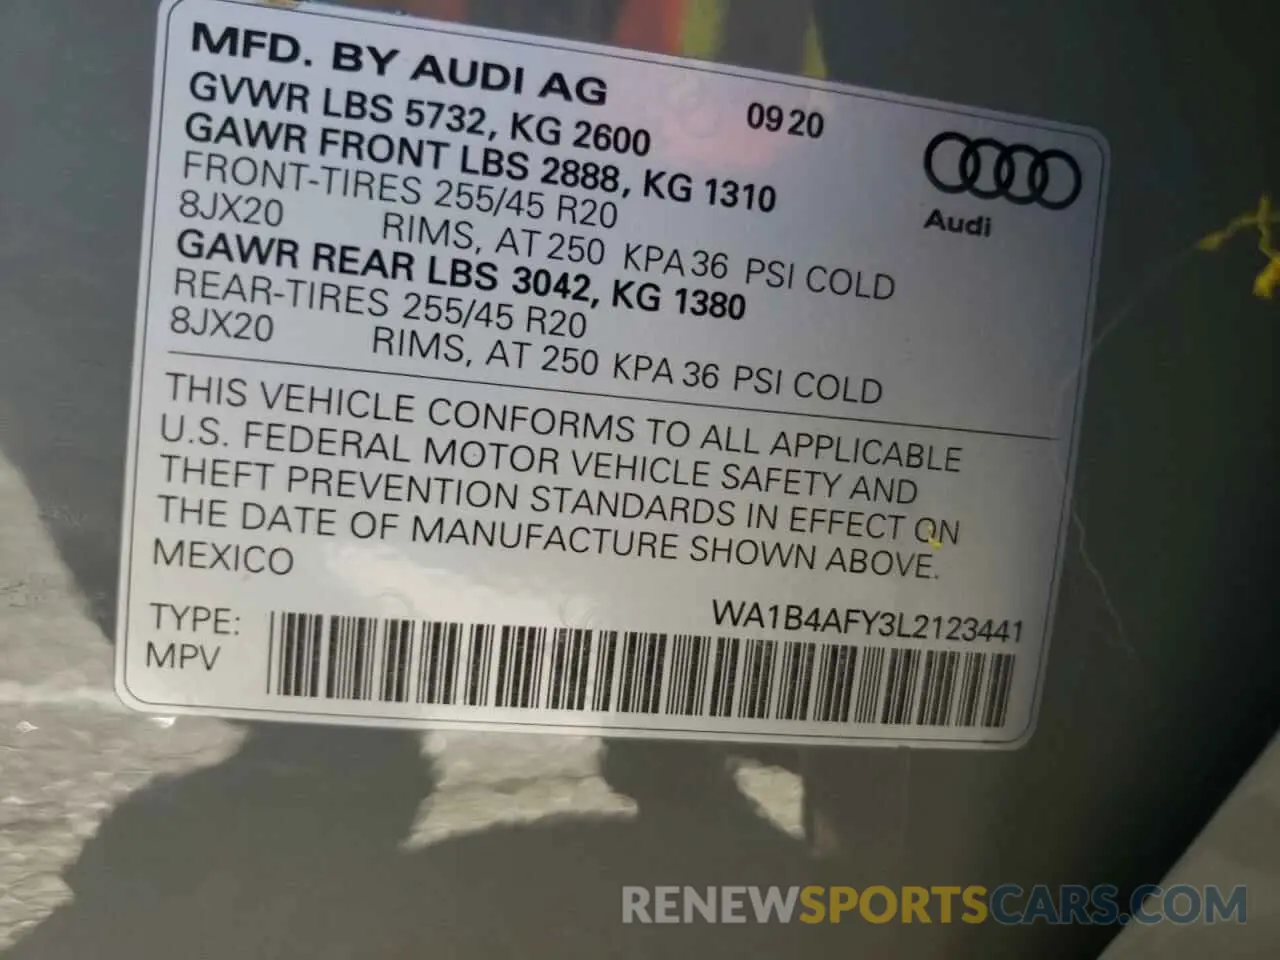 MFD. BY AUDI AG 0920
GVWR LBS 5732, KG 2600
GAWR FRONT LBS 2888, KG 1310
FRONT-TIRES 255/45 R20
8JX20 RIMS, AT 250 KPA 36 PSI COLD
Audi
GAWR REAR LBS 3042, KG 1380
REAR-TIRES 255/45 R20
8JX20 RIMS, AT 250 KPA 36 PSI COLD
THIS VEHICLE CONFORMS TO ALL APPLICABLE
U.S. FEDERAL MOTOR VEHICLE SAFETY AND
THEFT PREVENTION STANDARDS IN EFFECT ON
THE DATE OF MANUFACTURE SHOWN ABOVE.
MEXICO
WA1B4AFY3L2123441
TYPE:
MPV
RENEWSPORTSCARS.COM